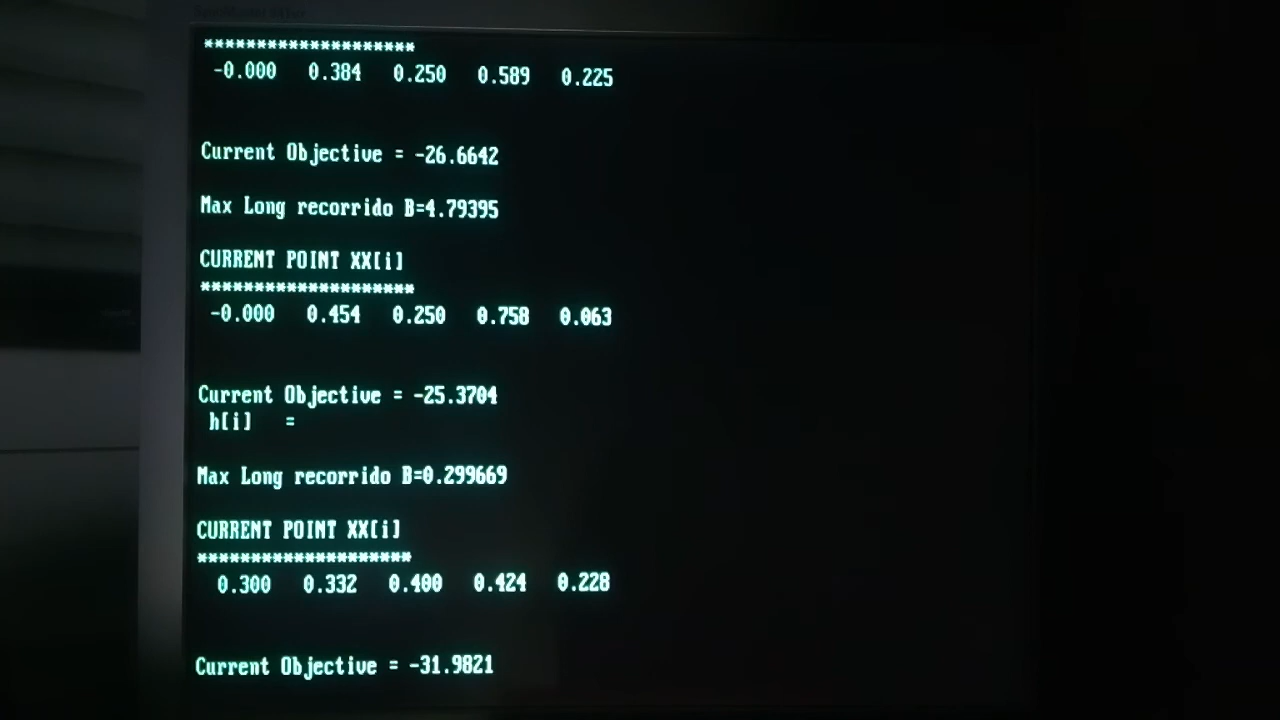 ********************
-0.000 0.384 0.250 0.589 0.225
Current Objective = -26.6642
Max Long recorrido B=4.79395
CURRENT POINT XX[i]
********************
-0.000 0.454 0.250 0.758 0.063
Current Objective = -25.3704
h[i] =
Max Long recorrido B=0.299669
CURRENT POINT XX[i]
********************
0.300 0.332 0.400 0.424 0.228
Current Objective = -31.9821